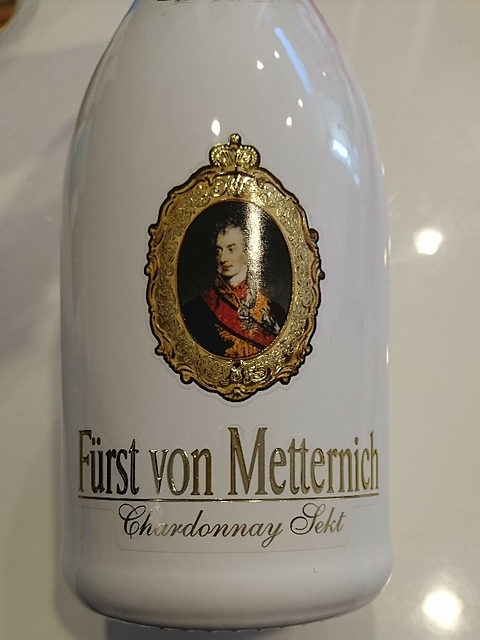 Fürst von Metternich
Chardonnay Sekt